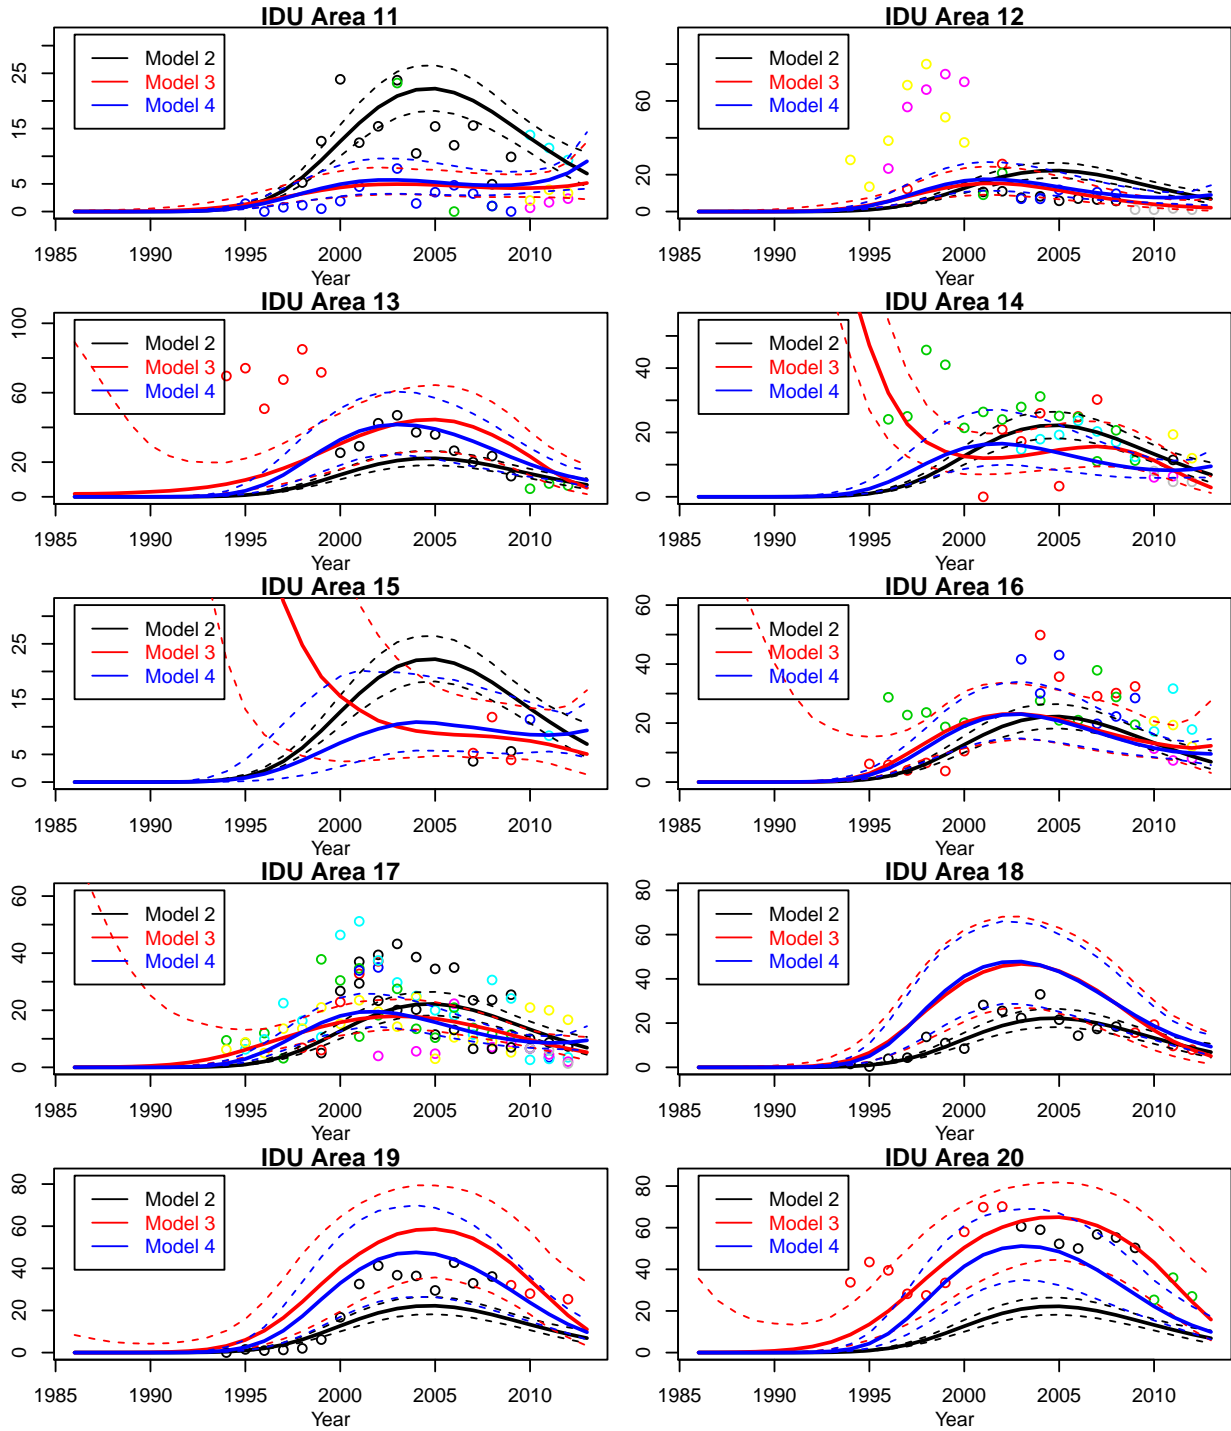 IDU Area 11
Model 2
Model 3
Model 4
0 5 15 25
1985 1990 1995 2000 2005 2010
Year
IDU Area 12
Model 2
Model 3
Model 4
0 20 60
1985 1990 1995 2000 2005 2010
Year
IDU Area 13
Model 2
Model 3
Model 4
0 20 60 100
1985 1990 1995 2000 2005 2010
Year
IDU Area 14
Model 2
Model 3
Model 4
0 20 40
1985 1990 1995 2000 2005 2010
Year
IDU Area 15
Model 2
Model 3
Model 4
0 5 15 25
1985 1990 1995 2000 2005 2010
Year
IDU Area 16
Model 2
Model 3
Model 4
0 20 40 60
1985 1990 1995 2000 2005 2010
Year
IDU Area 17
Model 2
Model 3
Model 4
0 20 40 60
1985 1990 1995 2000 2005 2010
Year
IDU Area 18
Model 2
Model 3
Model 4
0 20 40 60 80
1985 1990 1995 2000 2005 2010
Year
IDU Area 19
Model 2
Model 3
Model 4
0 20 40 60 80
1985 1990 1995 2000 2005 2010
Year
IDU Area 20
Model 2
Model 3
Model 4
0 20 40 60 80
1985 1990 1995 2000 2005 2010
Year